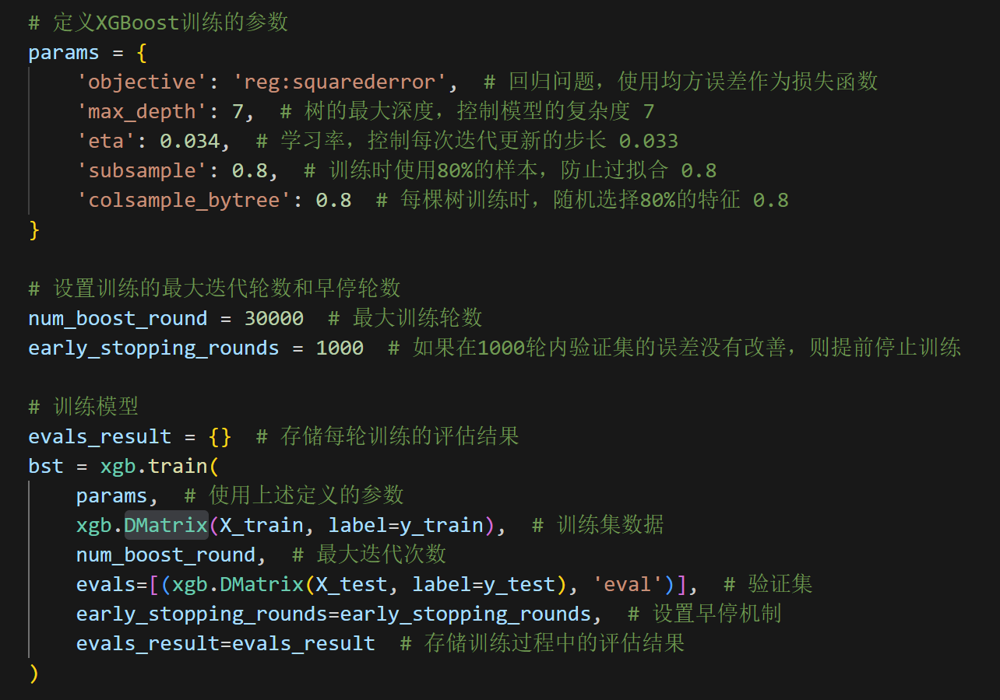 # 定义XGBoost训练的参数
params = {
    'objective': 'reg:squarederror',  # 回归问题，使用均方误差作为损失函数
    'max_depth': 7,  # 树的最大深度，控制模型的复杂度 7
    'eta': 0.034,  # 学习率，控制每次迭代更新的步长 0.033
    'subsample': 0.8,  # 训练时使用80%的样本，防止过拟合 0.8
    'colsample_bytree': 0.8  # 每棵树训练时，随机选择80%的特征 0.8
}

# 设置训练的最大迭代轮数和早停轮数
num_boost_round = 30000  # 最大训练轮数
early_stopping_rounds = 1000  # 如果在1000轮内验证集的误差没有改善，则提前停止训练

# 训练模型
evals_result = {}  # 存储每轮训练的评估结果
bst = xgb.train(
    params,  # 使用上述定义的参数
    xgb.DMatrix(X_train, label=y_train),  # 训练集数据
    num_boost_round,  # 最大迭代次数
    evals=[(xgb.DMatrix(X_test, label=y_test), 'eval')],  # 验证集
    early_stopping_rounds=early_stopping_rounds,  # 设置早停机制
    evals_result=evals_result  # 存储训练过程中的评估结果
)